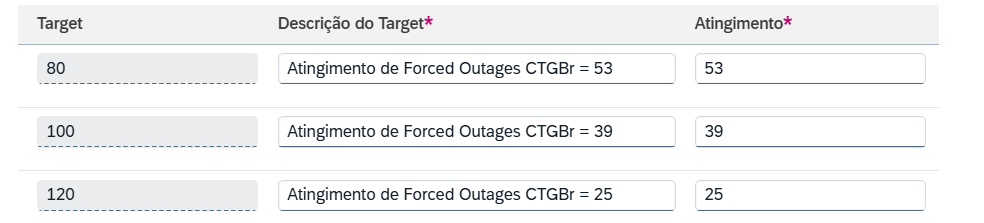 Target Descrição do Target* Atingimento*
80 Atingimento de Forced Outages CTGBr = 53 53
100 Atingimento de Forced Outages CTGBr = 39 39
120 Atingimento de Forced Outages CTGBr = 25 25